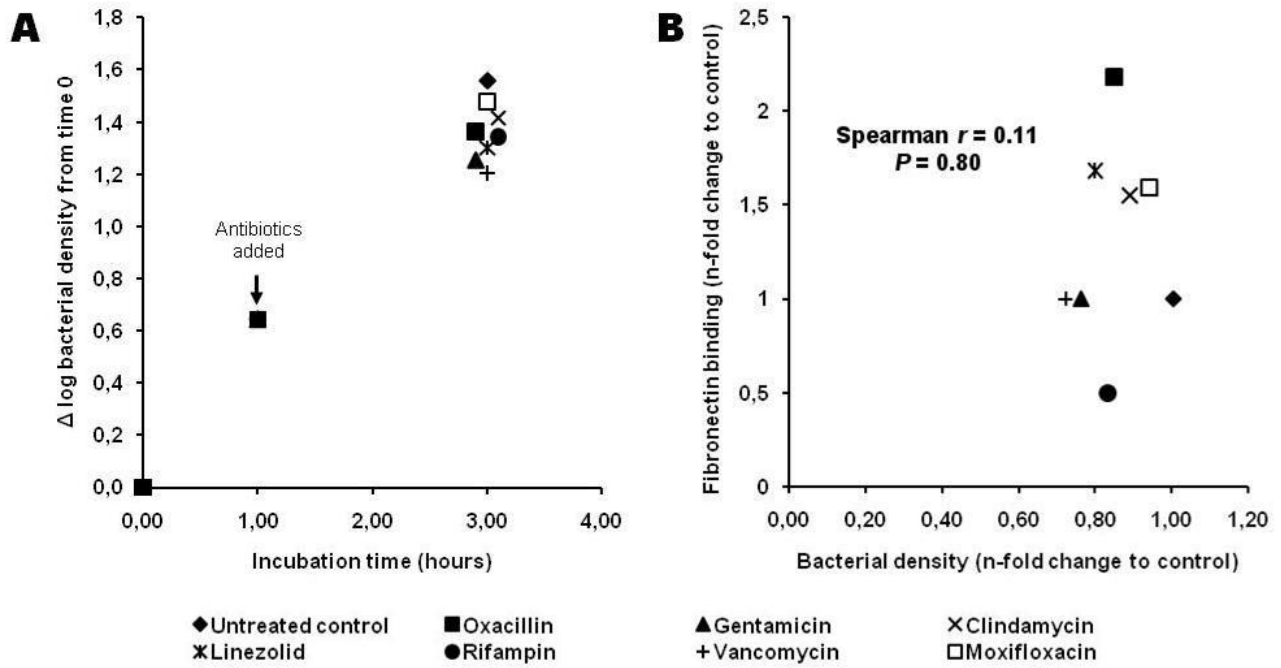 A
B
Δ log bacterial density from time 0
1,8
1,6
1,4
1,2
1,0
0,8
0,6
0,4
0,2
0,0
Antibiotics
added
0,00 1,00 2,00 3,00 4,00
Incubation time (hours)
Fibronectin binding (n-fold change to control)
2,5
2
1,5
1
0,5
0
Spearman r = 0.11
P = 0.80
0,00 0,20 0,40 0,60 0,80 1,00 1,20
Bacterial density (n-fold change to control)
Untreated control Oxacillin Gentamicin Clindamycin
Linezolid Rifampin Vancomycin Moxifloxacin